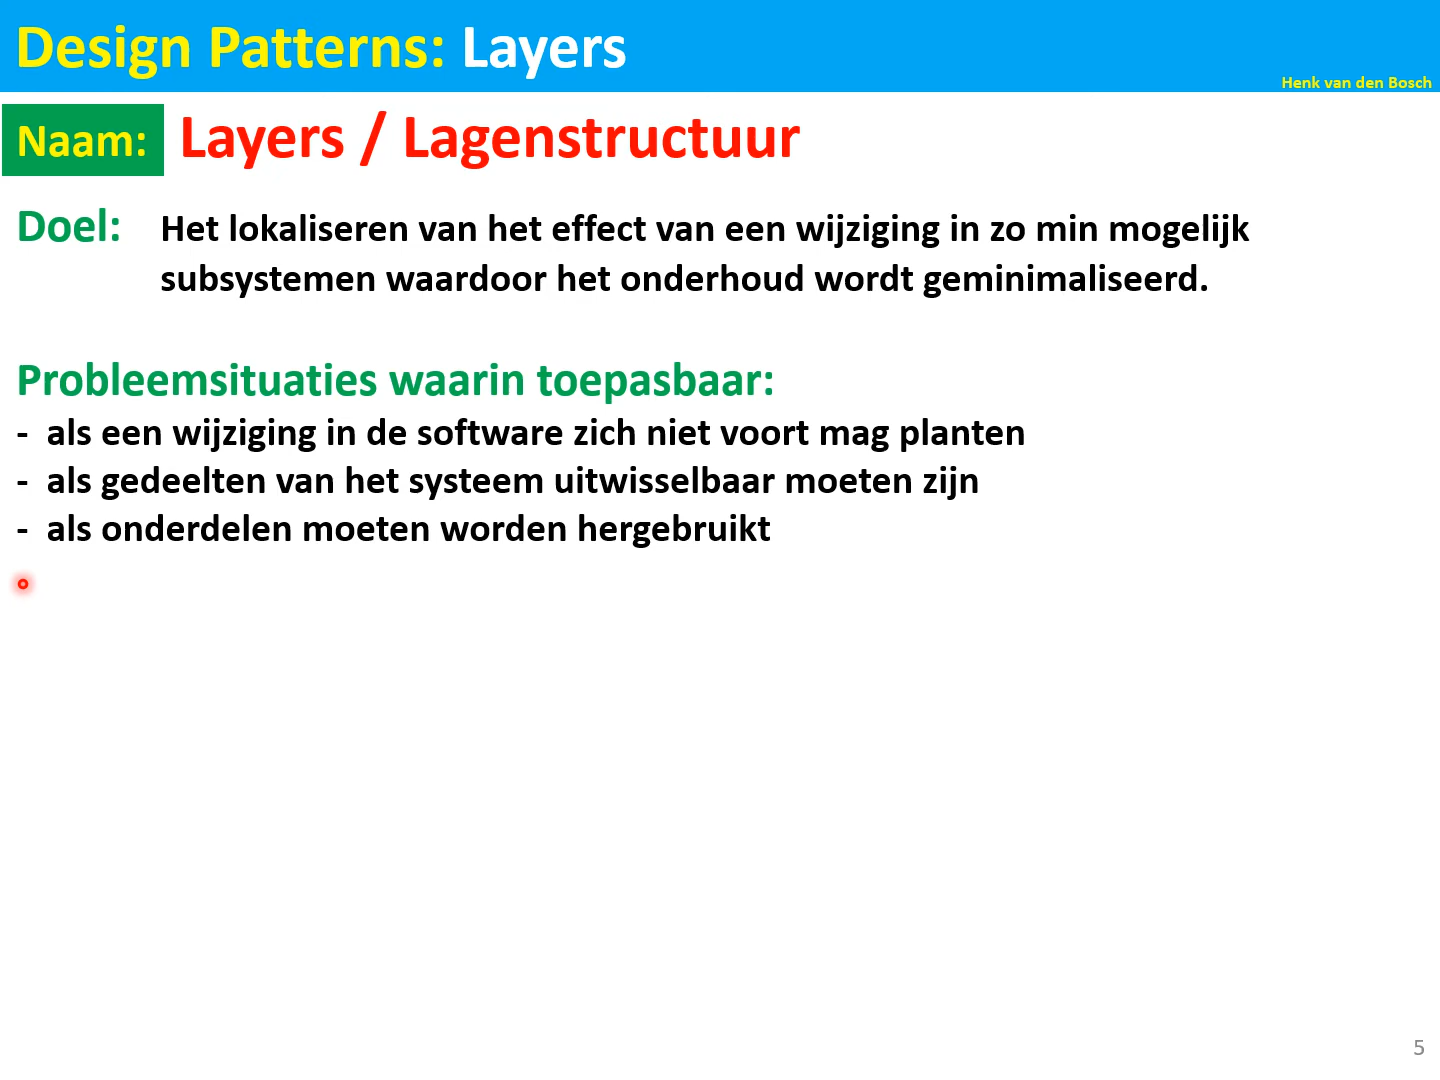 Design Patterns: Layers
Henk van den Bosch
Naam: Layers / Lagenstructuur
Doel: Het lokaliseren van het effect van een wijziging in zo min mogelijk
subsystemen waardoor het onderhoud wordt geminimaliseerd.
Probleemsituaties waarin toepasbaar:
- als een wijziging in de software zich niet voort mag planten
- als gedeelten van het systeem uitwisselbaar moeten zijn
- als onderdelen moeten worden hergebruikt
5